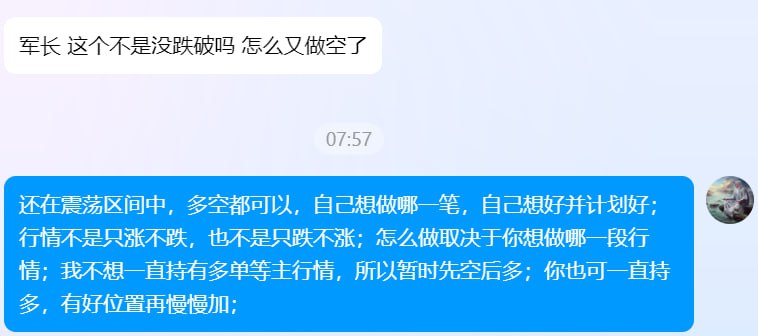 军长 这个不是没跌破吗 怎么又做空了
07:57
还在震荡区间中，多空都可以，自己想做哪一笔，自己想好并计划好；
行情不是只涨不跌，也不是只跌不涨；怎么做取决于你想做哪一段行
情；我不想一直持有多单等主行情，所以暂时先空后多；你也可一直持
多，有好位置再慢慢加；